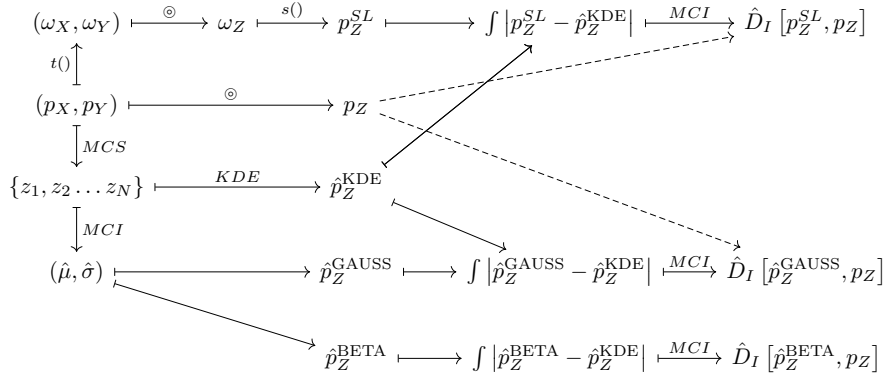 (ω_X, ω_Y) ⊚ ω_Z s() p_Z^{SL} ∫ |p_Z^{SL} − p̂_Z^{KDE}| MCI D̂_I [p_Z^{SL}, p_Z]
t()
(p_X, p_Y) ⊚ p_Z
MCS
{z_1, z_2 … z_N} KDE p̂_Z^{KDE}
MCI
(μ̂, σ̂) p̂_Z^{GAUSS} ∫ |p̂_Z^{GAUSS} − p̂_Z^{KDE}| MCI D̂_I [p̂_Z^{GAUSS}, p_Z]
p̂_Z^{BETA} ∫ |p̂_Z^{BETA} − p̂_Z^{KDE}| MCI D̂_I [p̂_Z^{BETA}, p_Z]